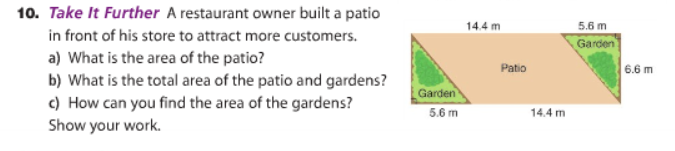 10. Take It Further A restaurant owner built a patio
in front of his store to attract more customers.
a) What is the area of the patio?
b) What is the total area of the patio and gardens?
c) How can you find the area of the gardens?
Show your work.
14.4 m
5.6 m
Garden
Patio
6.6 m
Garden
5.6 m
14.4 m